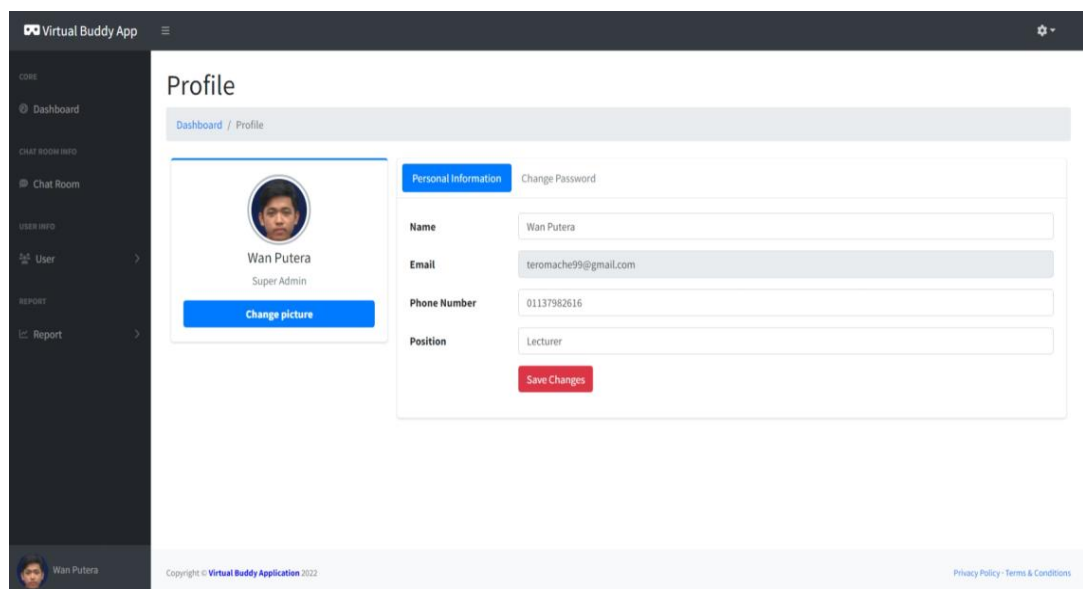 Virtual Buddy App
CORE
Dashboard
CHAT ROOM INFO
Chat Room
USER INFO
User
REPORT
Report
Wan Putera
Profile
Dashboard / Profile
Wan Putera
Super Admin
Change picture
Personal Information Change Password
Name Wan Putera
Email teromache99@gmail.com
Phone Number 01137982616
Position Lecturer
Save Changes
Copyright © Virtual Buddy Application 2022
Privacy Policy · Terms & Conditions